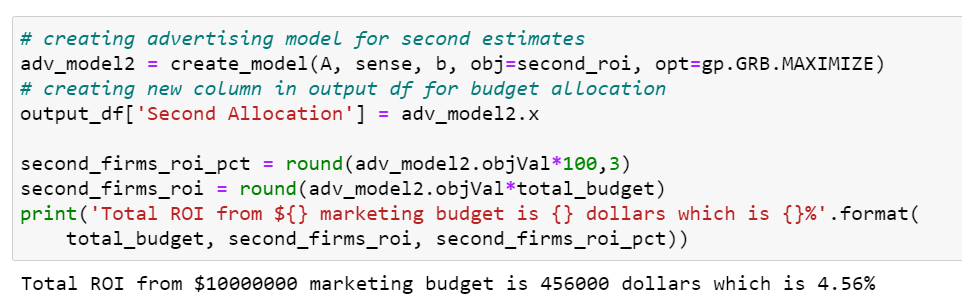 # creating advertising model for second estimates
adv_model2 = create_model(A, sense, b, obj=second_roi, opt=gp.GRB.MAXIMIZE)
# creating new column in output df for budget allocation
output_df['Second Allocation'] = adv_model2.x

second_firms_roi_pct = round(adv_model2.objVal*100,3)
second_firms_roi = round(adv_model2.objVal*total_budget)
print('Total ROI from ${} marketing budget is {} dollars which is {}%'.format(
    total_budget, second_firms_roi, second_firms_roi_pct))
Total ROI from $10000000 marketing budget is 456000 dollars which is 4.56%